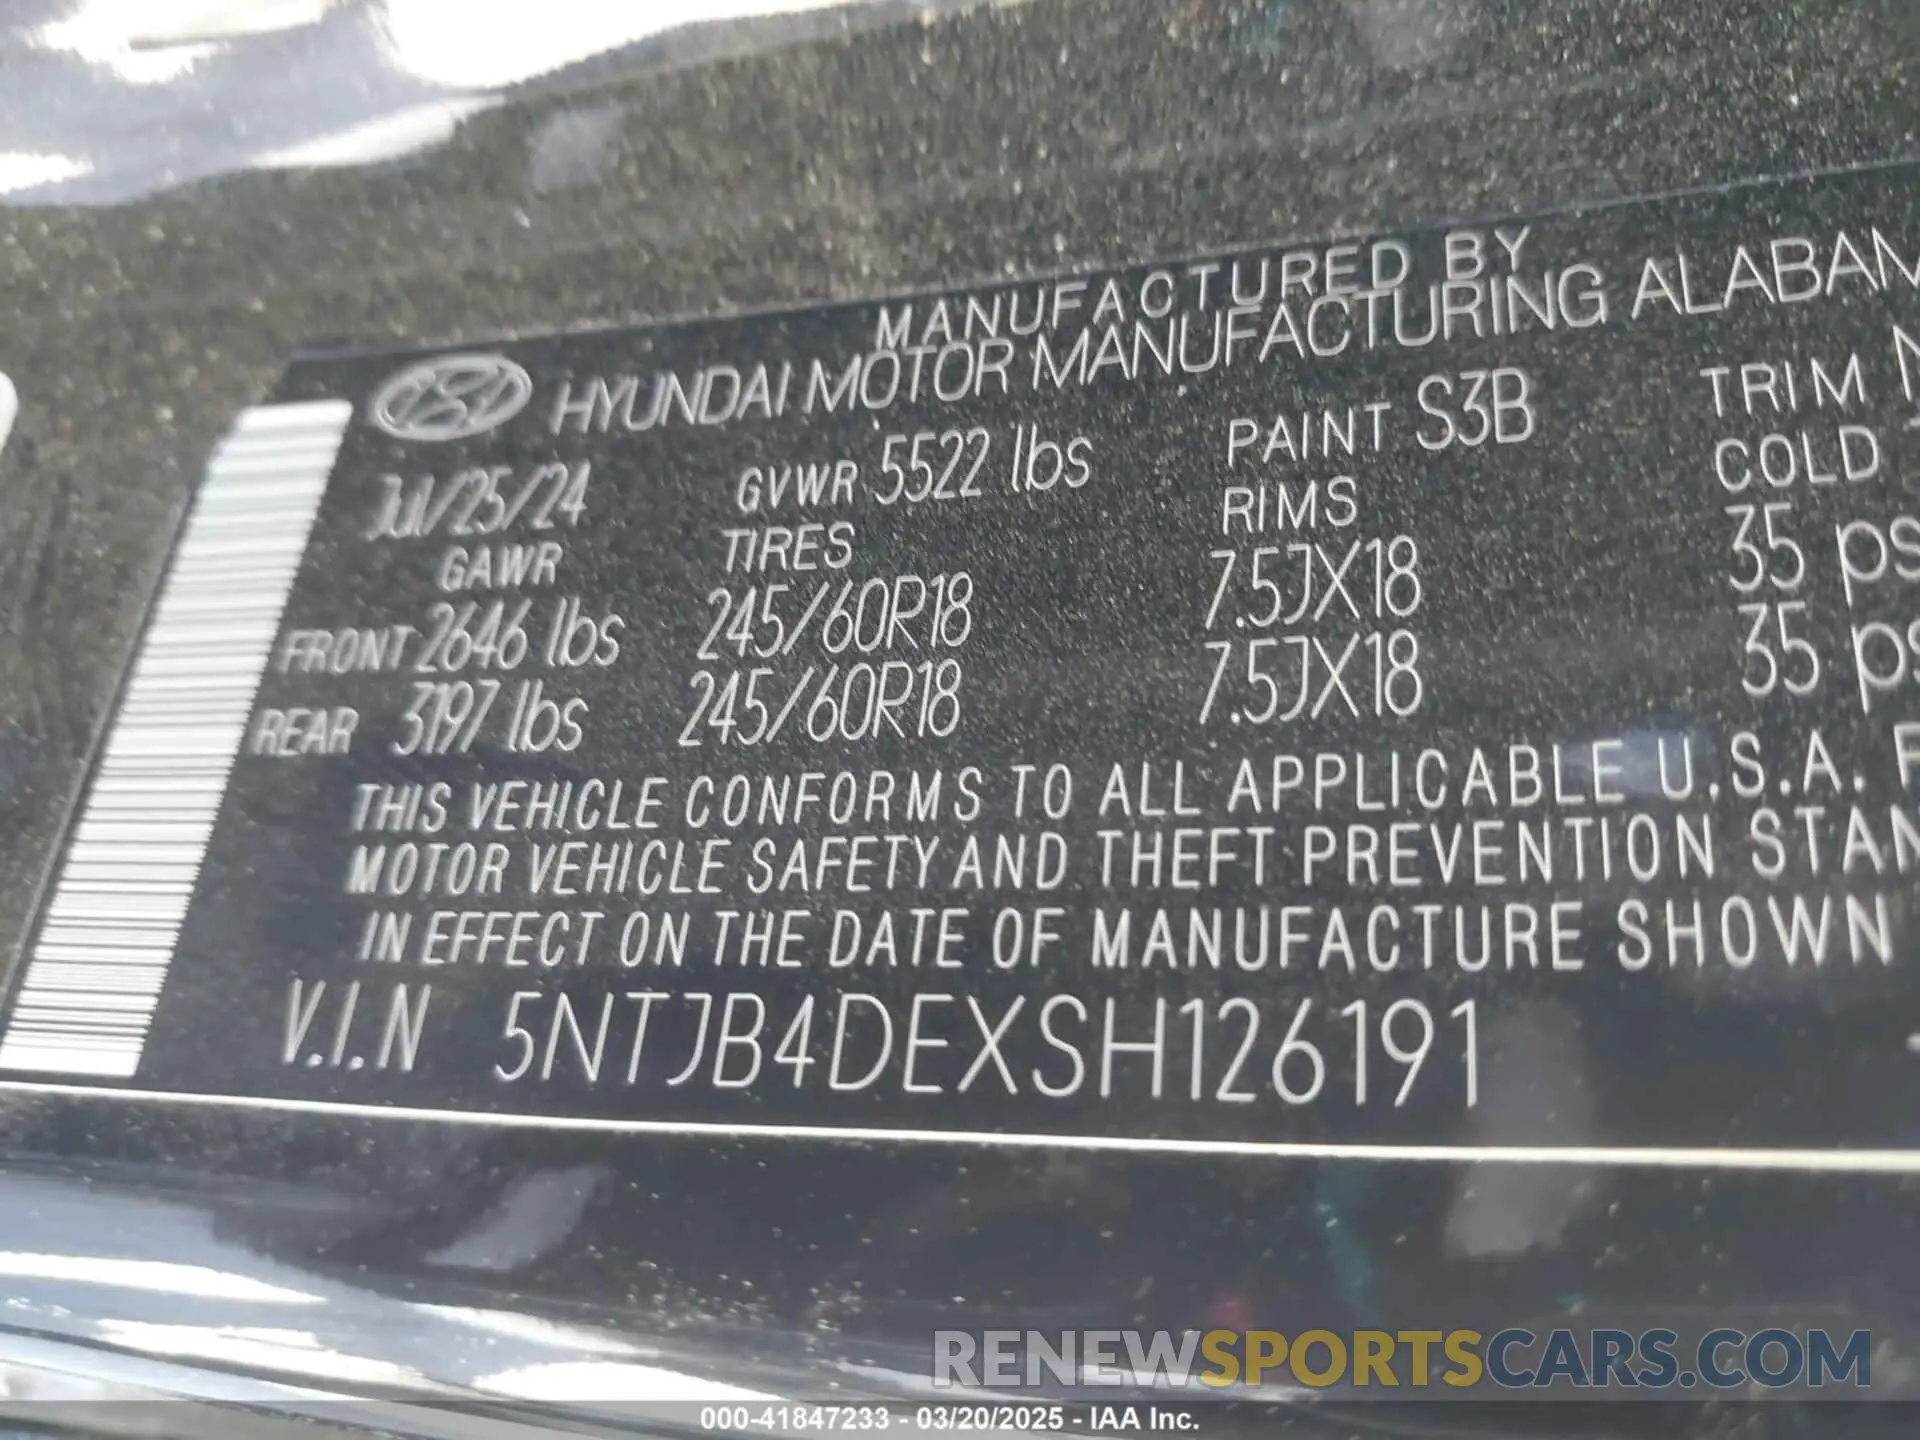 MANUFACTURED BY
HYUNDAI MOTOR MANUFACTURING ALABAM
Jul/25/24 GVWR 5522 lbs PAINT S3B TRIM
GAWR TIRES RIMS COLD
FRONT 2646 lbs 245/60R18 7.5JX18 35 ps
REAR 3197 lbs 245/60R18 7.5JX18 35 ps
THIS VEHICLE CONFORMS TO ALL APPLICABLE U.S.A. F
MOTOR VEHICLE SAFETY AND THEFT PREVENTION STAN
IN EFFECT ON THE DATE OF MANUFACTURE SHOWN
V.I.N 5NTJB4DEXSH126191
RENEWSPORTSCARS.COM
000-41847233 - 03/20/2025 - IAA Inc.